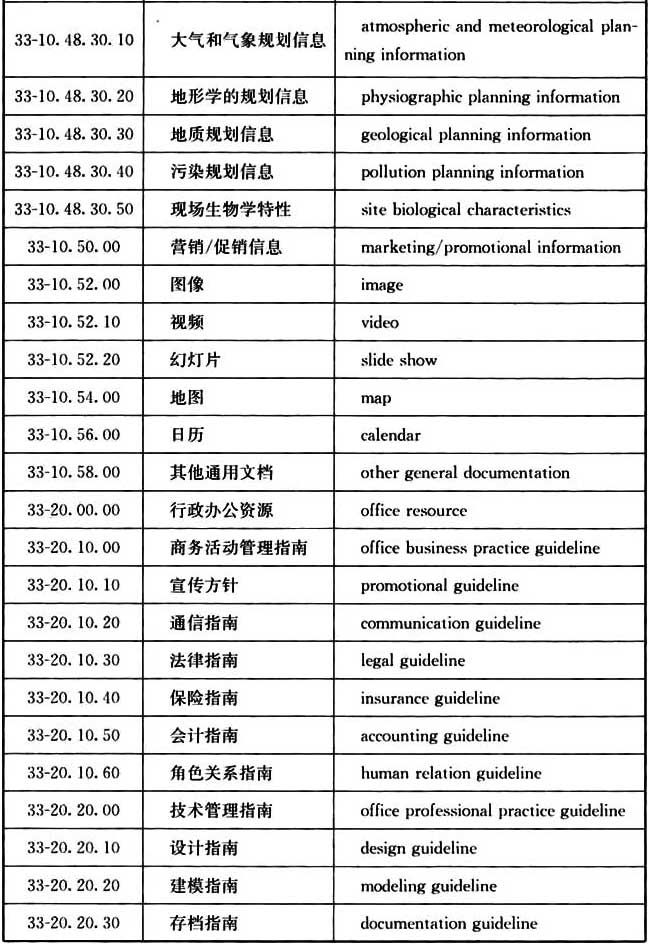 33-10.48.30.10 大气和气象规划信息 atmospheric and meteorological plan-
ning information
33-10.48.30.20 地形学的规划信息 physiographic planning information
33-10.48.30.30 地质规划信息 geological planning information
33-10.48.30.40 污染规划信息 pollution planning information
33-10.48.30.50 现场生物学特性 site biological characteristics
33-10.50.00 营销/促销信息 marketing/promotional information
33-10.52.00 图像 image
33-10.52.10 视频 video
33-10.52.20 幻灯片 slide show
33-10.54.00 地图 map
33-10.56.00 日历 calendar
33-10.58.00 其他通用文档 other general documentation
33-20.00.00 行政办公资源 office resource
33-20.10.00 商务活动管理指南 office business practice guideline
33-20.10.10 宣传方针 promotional guideline
33-20.10.20 通信指南 communication guideline
33-20.10.30 法律指南 legal guideline
33-20.10.40 保险指南 insurance guideline
33-20.10.50 会计指南 accounting guideline
33-20.10.60 角色关系指南 human relation guideline
33-20.20.00 技术管理指南 office professional practice guideline
33-20.20.10 设计指南 design guideline
33-20.20.20 建模指南 modeling guideline
33-20.20.30 存档指南 documentation guideline